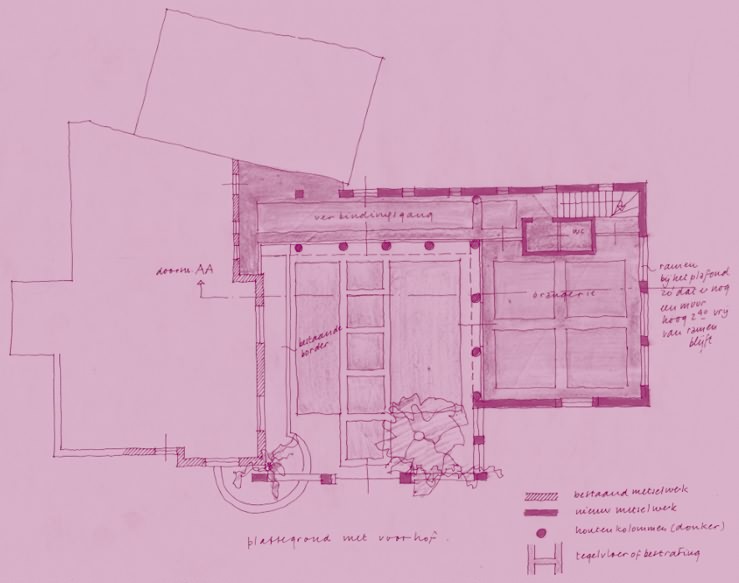 verbindingsgang
wc
doorsn. AA
oranjerie
ramen
bij het plafond
zodat er nog
een muur
hoog 2.40 vrij
van ramen
blijft
bestaande
border
bestaand metselwerk
nieuw metselwerk
houten kolommen (donker)
tegelvloer of bestrating
plattegrond met voorhof.